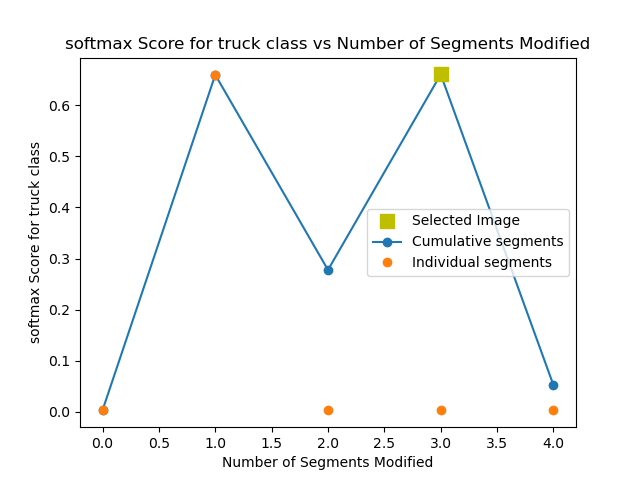 softmax Score for truck class vs Number of Segments Modified
softmax Score for truck class
0.6
0.5
0.4
0.3
0.2
0.1
0.0
Selected Image
Cumulative segments
Individual segments
0.0 0.5 1.0 1.5 2.0 2.5 3.0 3.5 4.0
Number of Segments Modified